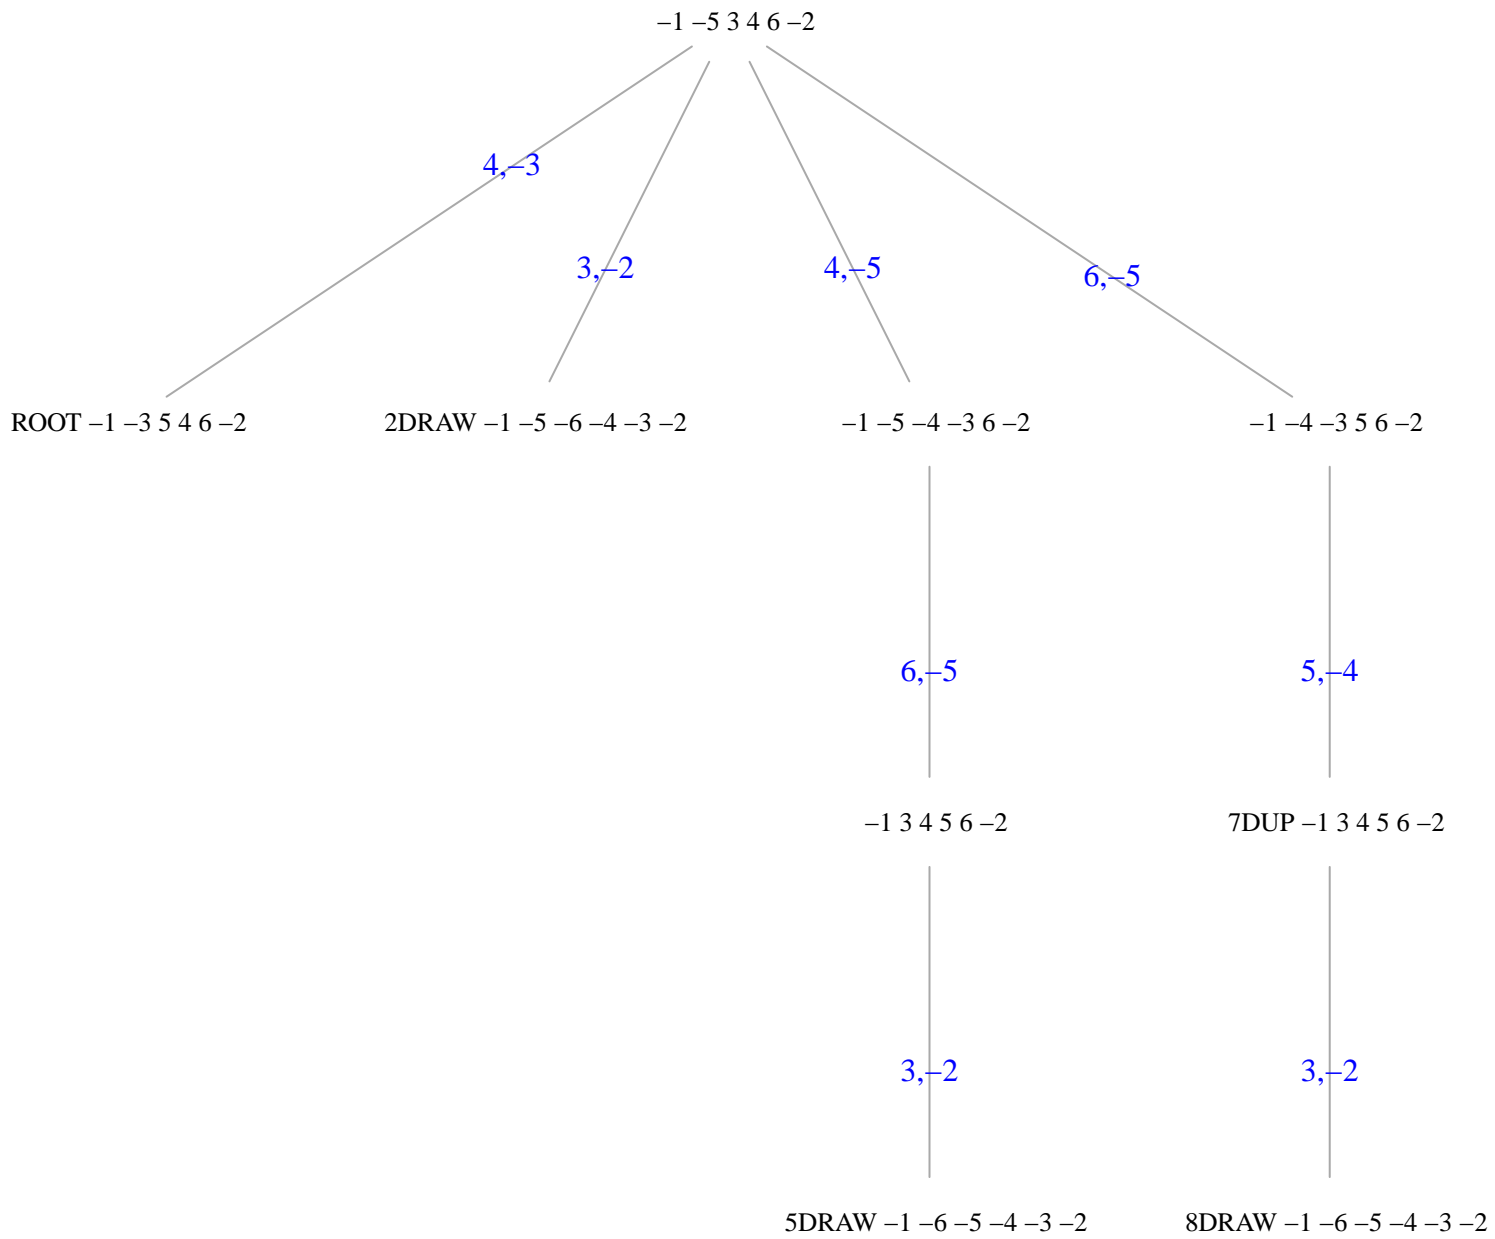 –1 –5 3 4 6 –2
4,–3
3,–2
4,–5
6,–5
ROOT –1 –3 5 4 6 –2
2DRAW –1 –5 –6 –4 –3 –2
–1 –5 –4 –3 6 –2
–1 –4 –3 5 6 –2
6,–5
5,–4
–1 3 4 5 6 –2
7DUP –1 3 4 5 6 –2
3,–2
3,–2
5DRAW –1 –6 –5 –4 –3 –2
8DRAW –1 –6 –5 –4 –3 –2